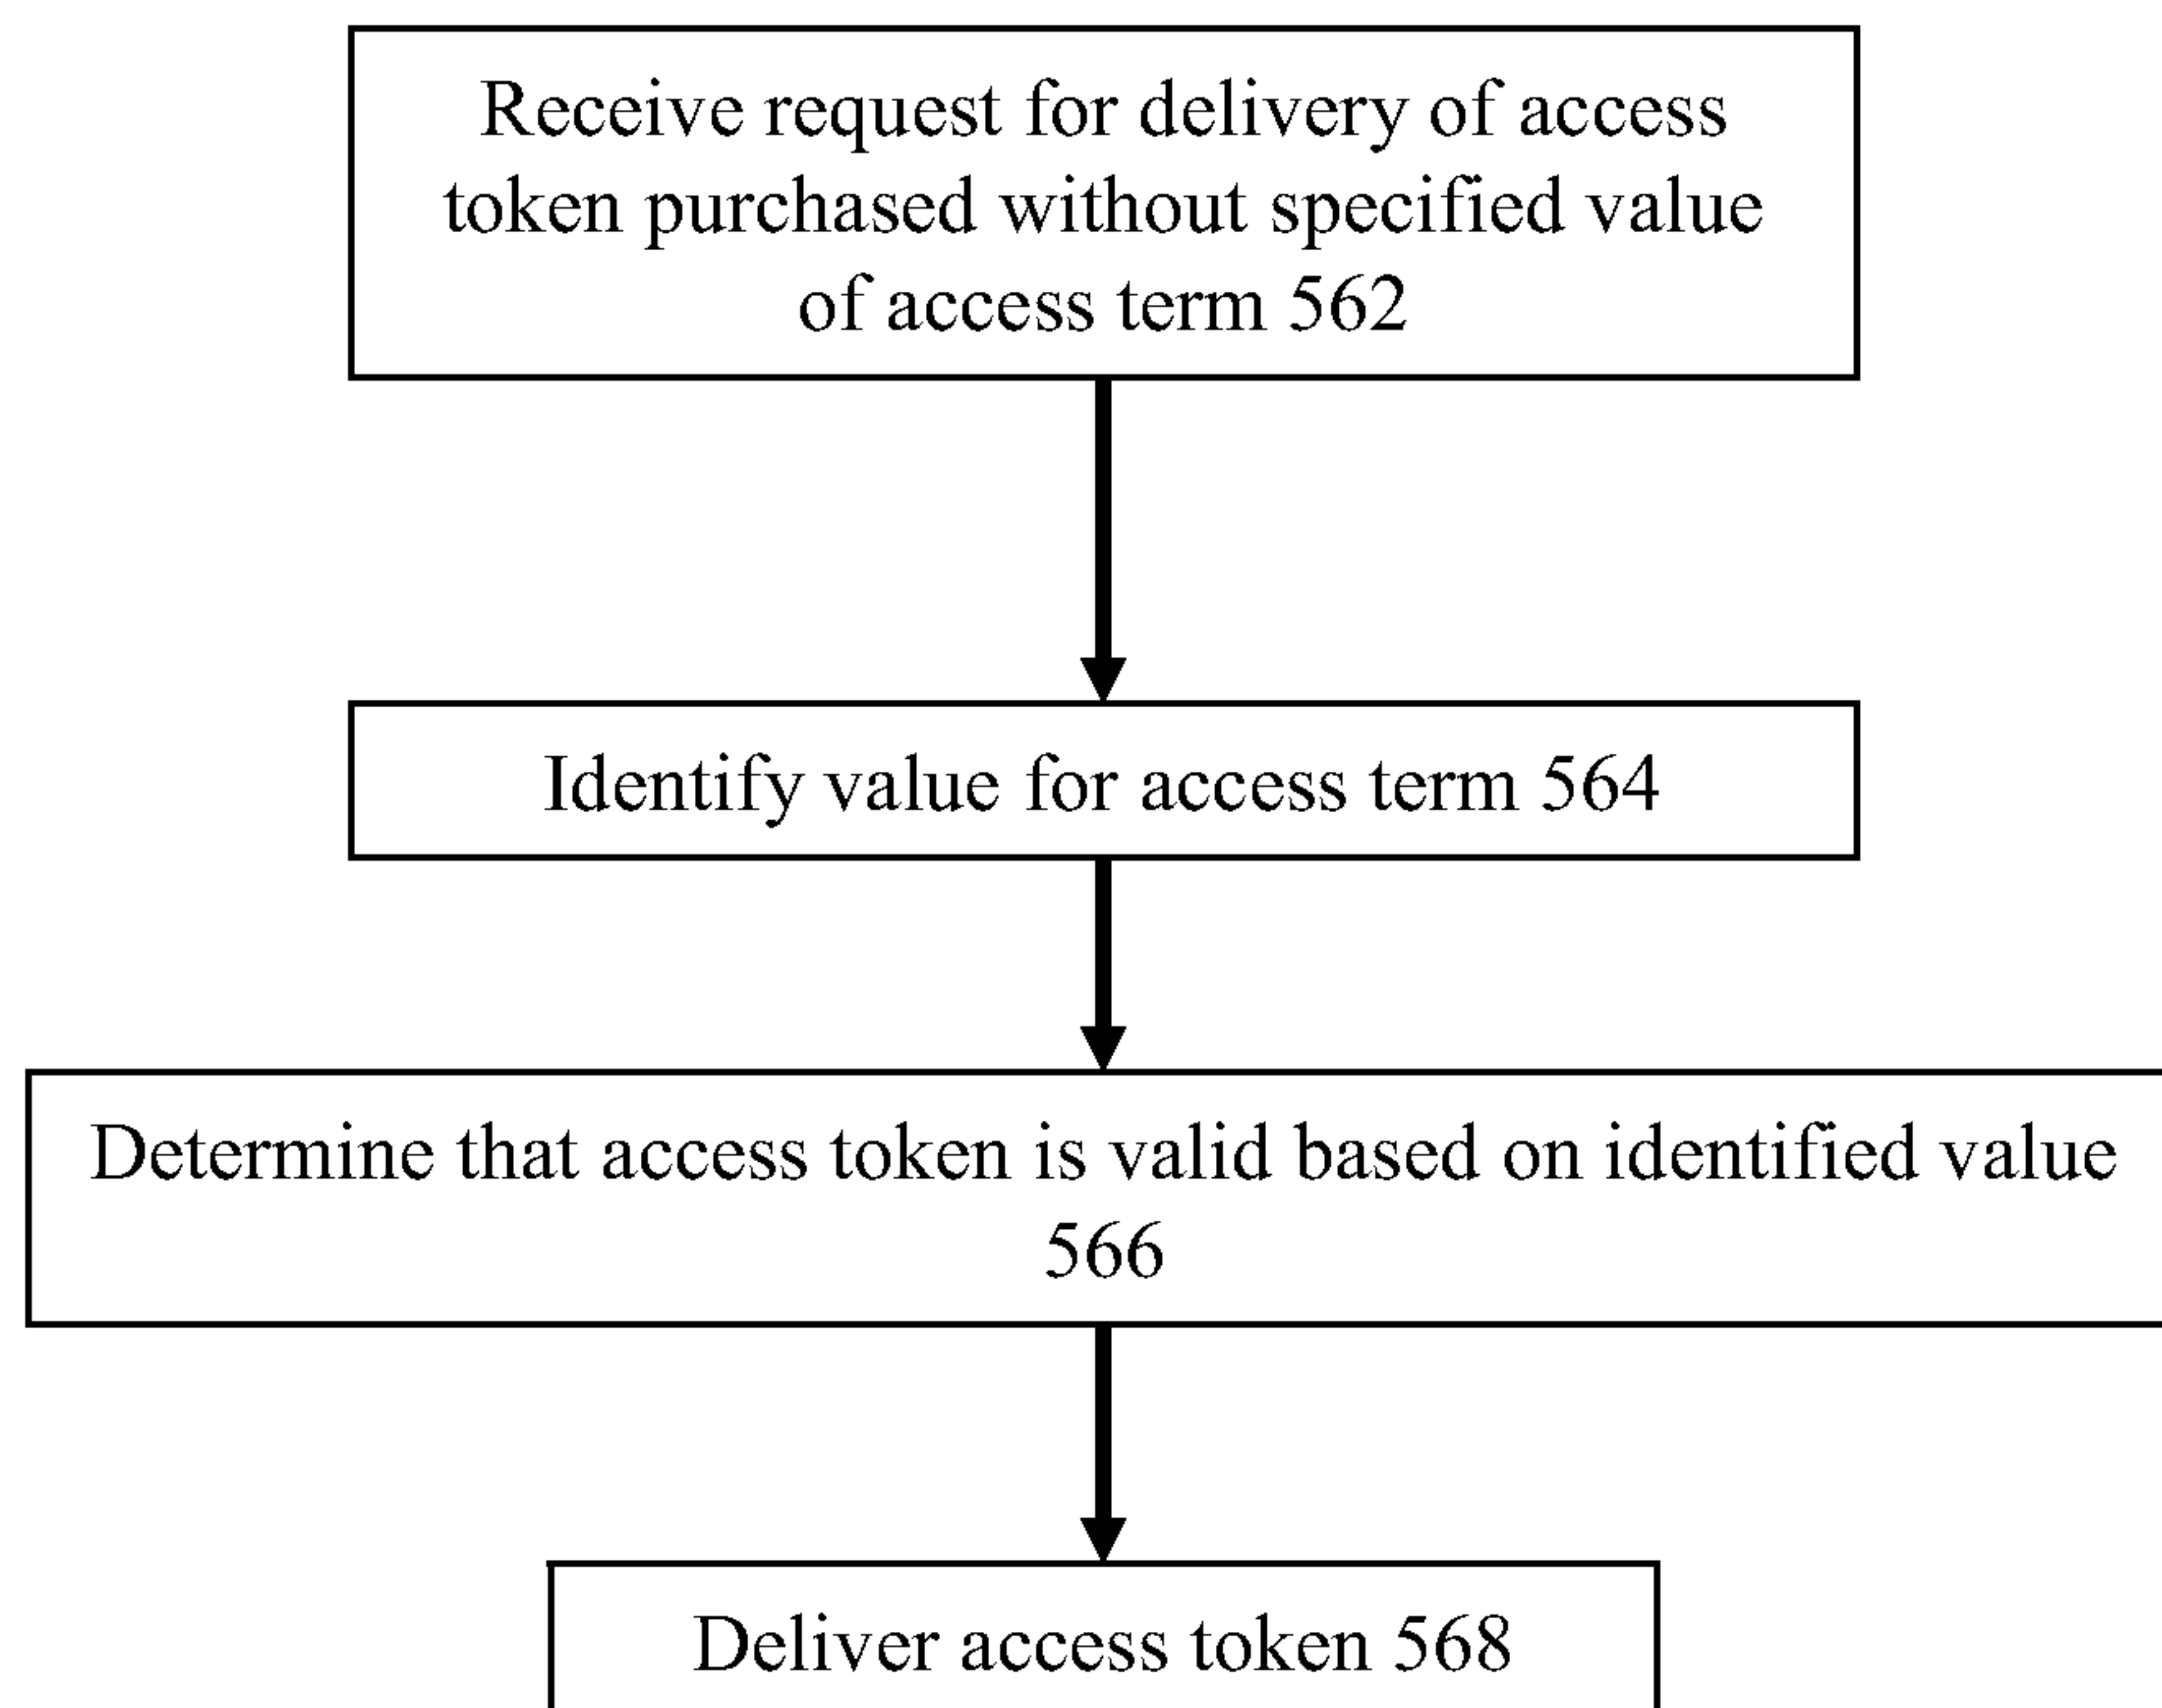 Receive request for delivery of access
token purchased without specified value
of access term 562
Identify value for access term 564
Determine that access token is valid based on identified value
566
Deliver access token 568